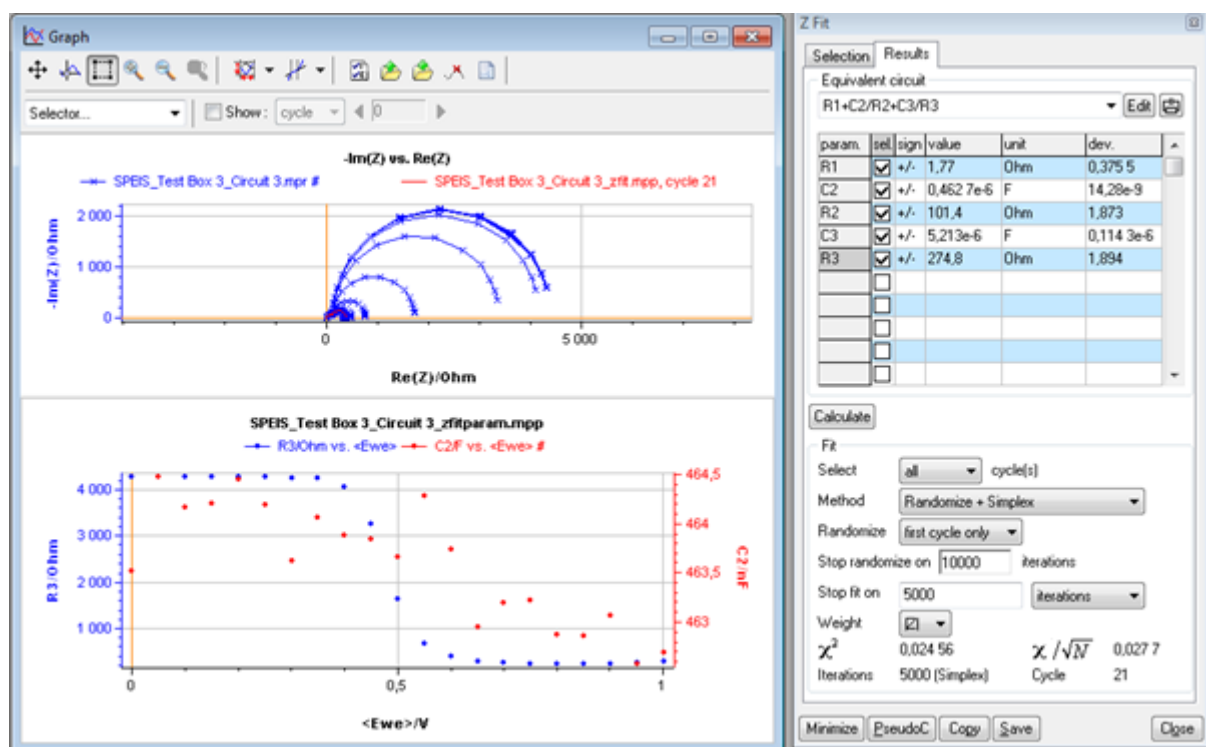 Graph
Selector...
Show: cycle 0
-Im(Z) vs. Re(Z)
SPEIS_Test Box 3_Circuit 3.mpr # SPEIS_Test Box 3_Circuit 3_zfit.mpp, cycle 21
-Im(Z)/Ohm
2 000
1 000
0
0 5 000
Re(Z)/Ohm
SPEIS_Test Box 3_Circuit 3_zfitparam.mpp
R3/Ohm vs. <Ewe> C2/F vs. <Ewe> #
R3/Ohm
4 000
3 000
2 000
1 000
464,5
464
463,5
463
C2/nF
0 0,5 1
<Ewe>/V
Z Fit
Selection Results
Equivalent circuit
R1+C2/R2+C3/R3 Edit
param. sel. sign value unit dev.
R1 +/- 1,77 Ohm 0,375 5
C2 +/- 0,462 7e-6 F 14,28e-9
R2 +/- 101,4 Ohm 1,873
C3 +/- 5,213e-6 F 0,114 3e-6
R3 +/- 274,8 Ohm 1,894
Calculate
Fit
Select all cycle(s)
Method Randomize + Simplex
Randomize first cycle only
Stop randomize on 10000 iterations
Stop fit on 5000 iterations
Weight |Z|
χ² 0,024 56 χ/√N 0,027 7
Iterations 5000 (Simplex) Cycle 21
Minimize PseudoC Copy Save Close